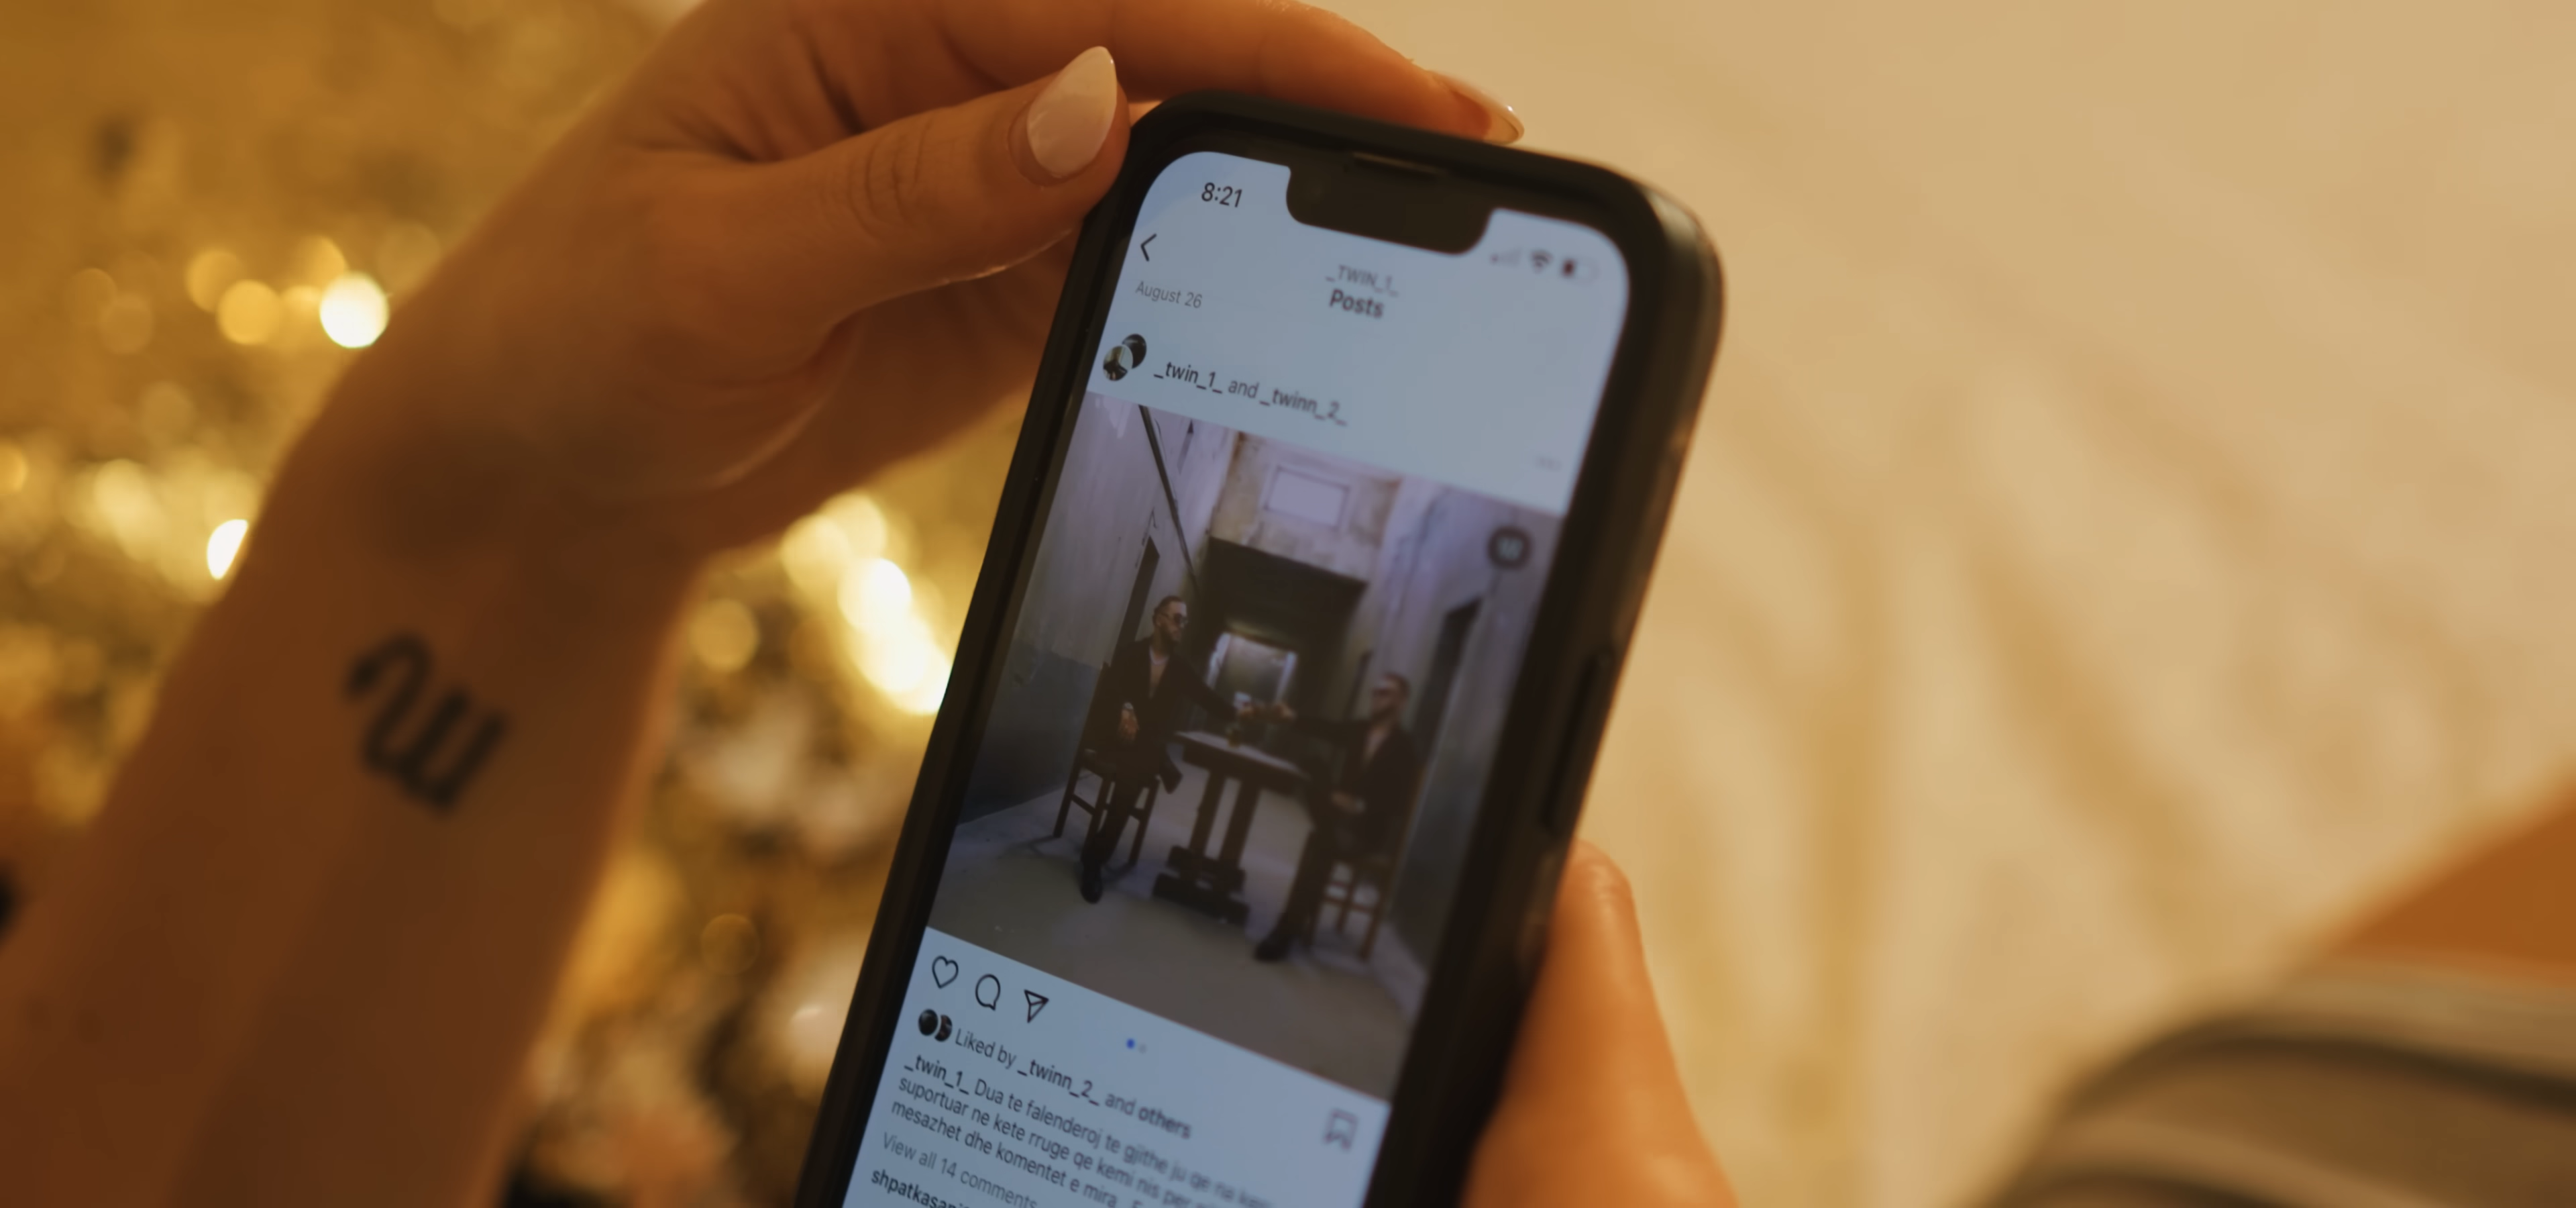 8:21
_TWIN_1_
Posts
August 26
_twin_1_ and _twinn_2_
Liked by _twinn_2_ and others
_twin_1_ Dua te falenderoj te gjithe ju qe na
suportuar ne kete rruge qe kemi nis per
mesazhet dhe komentet e mira
View all 14 comments